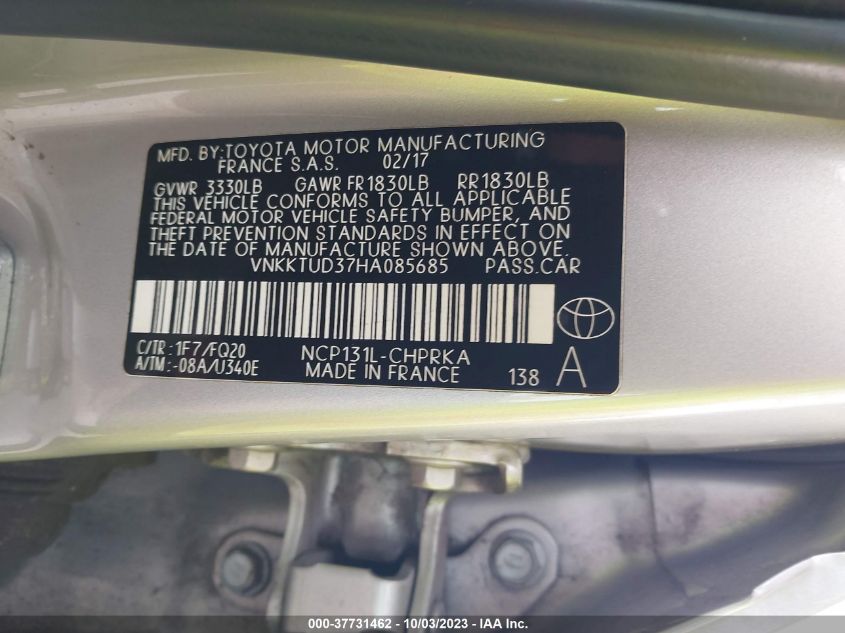 MFD. BY:TOYOTA MOTOR MANUFACTURING
FRANCE S.A.S. 02/17
GVWR 3330LB GAWR FR1830LB RR1830LB
THIS VEHICLE CONFORMS TO ALL APPLICABLE
FEDERAL MOTOR VEHICLE SAFETY BUMPER, AND
THEFT PREVENTION STANDARDS IN EFFECT ON
THE DATE OF MANUFACTURE SHOWN ABOVE.
VNKKTUD37HA085685 PASS.CAR
C/TR : 1F7/FQ20 NCP131L-CHPRKA
A/TM :-08A/U340E MADE IN FRANCE 138 A
000-37731462 - 10/03/2023 - IAA Inc.